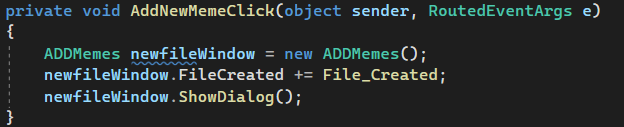 private void AddNewMemeClick(object sender, RoutedEventArgs e)
{
    ADDMemes newfileWindow = new ADDMemes();
    newfileWindow.FileCreated += File_Created;
    newfileWindow.ShowDialog();
}